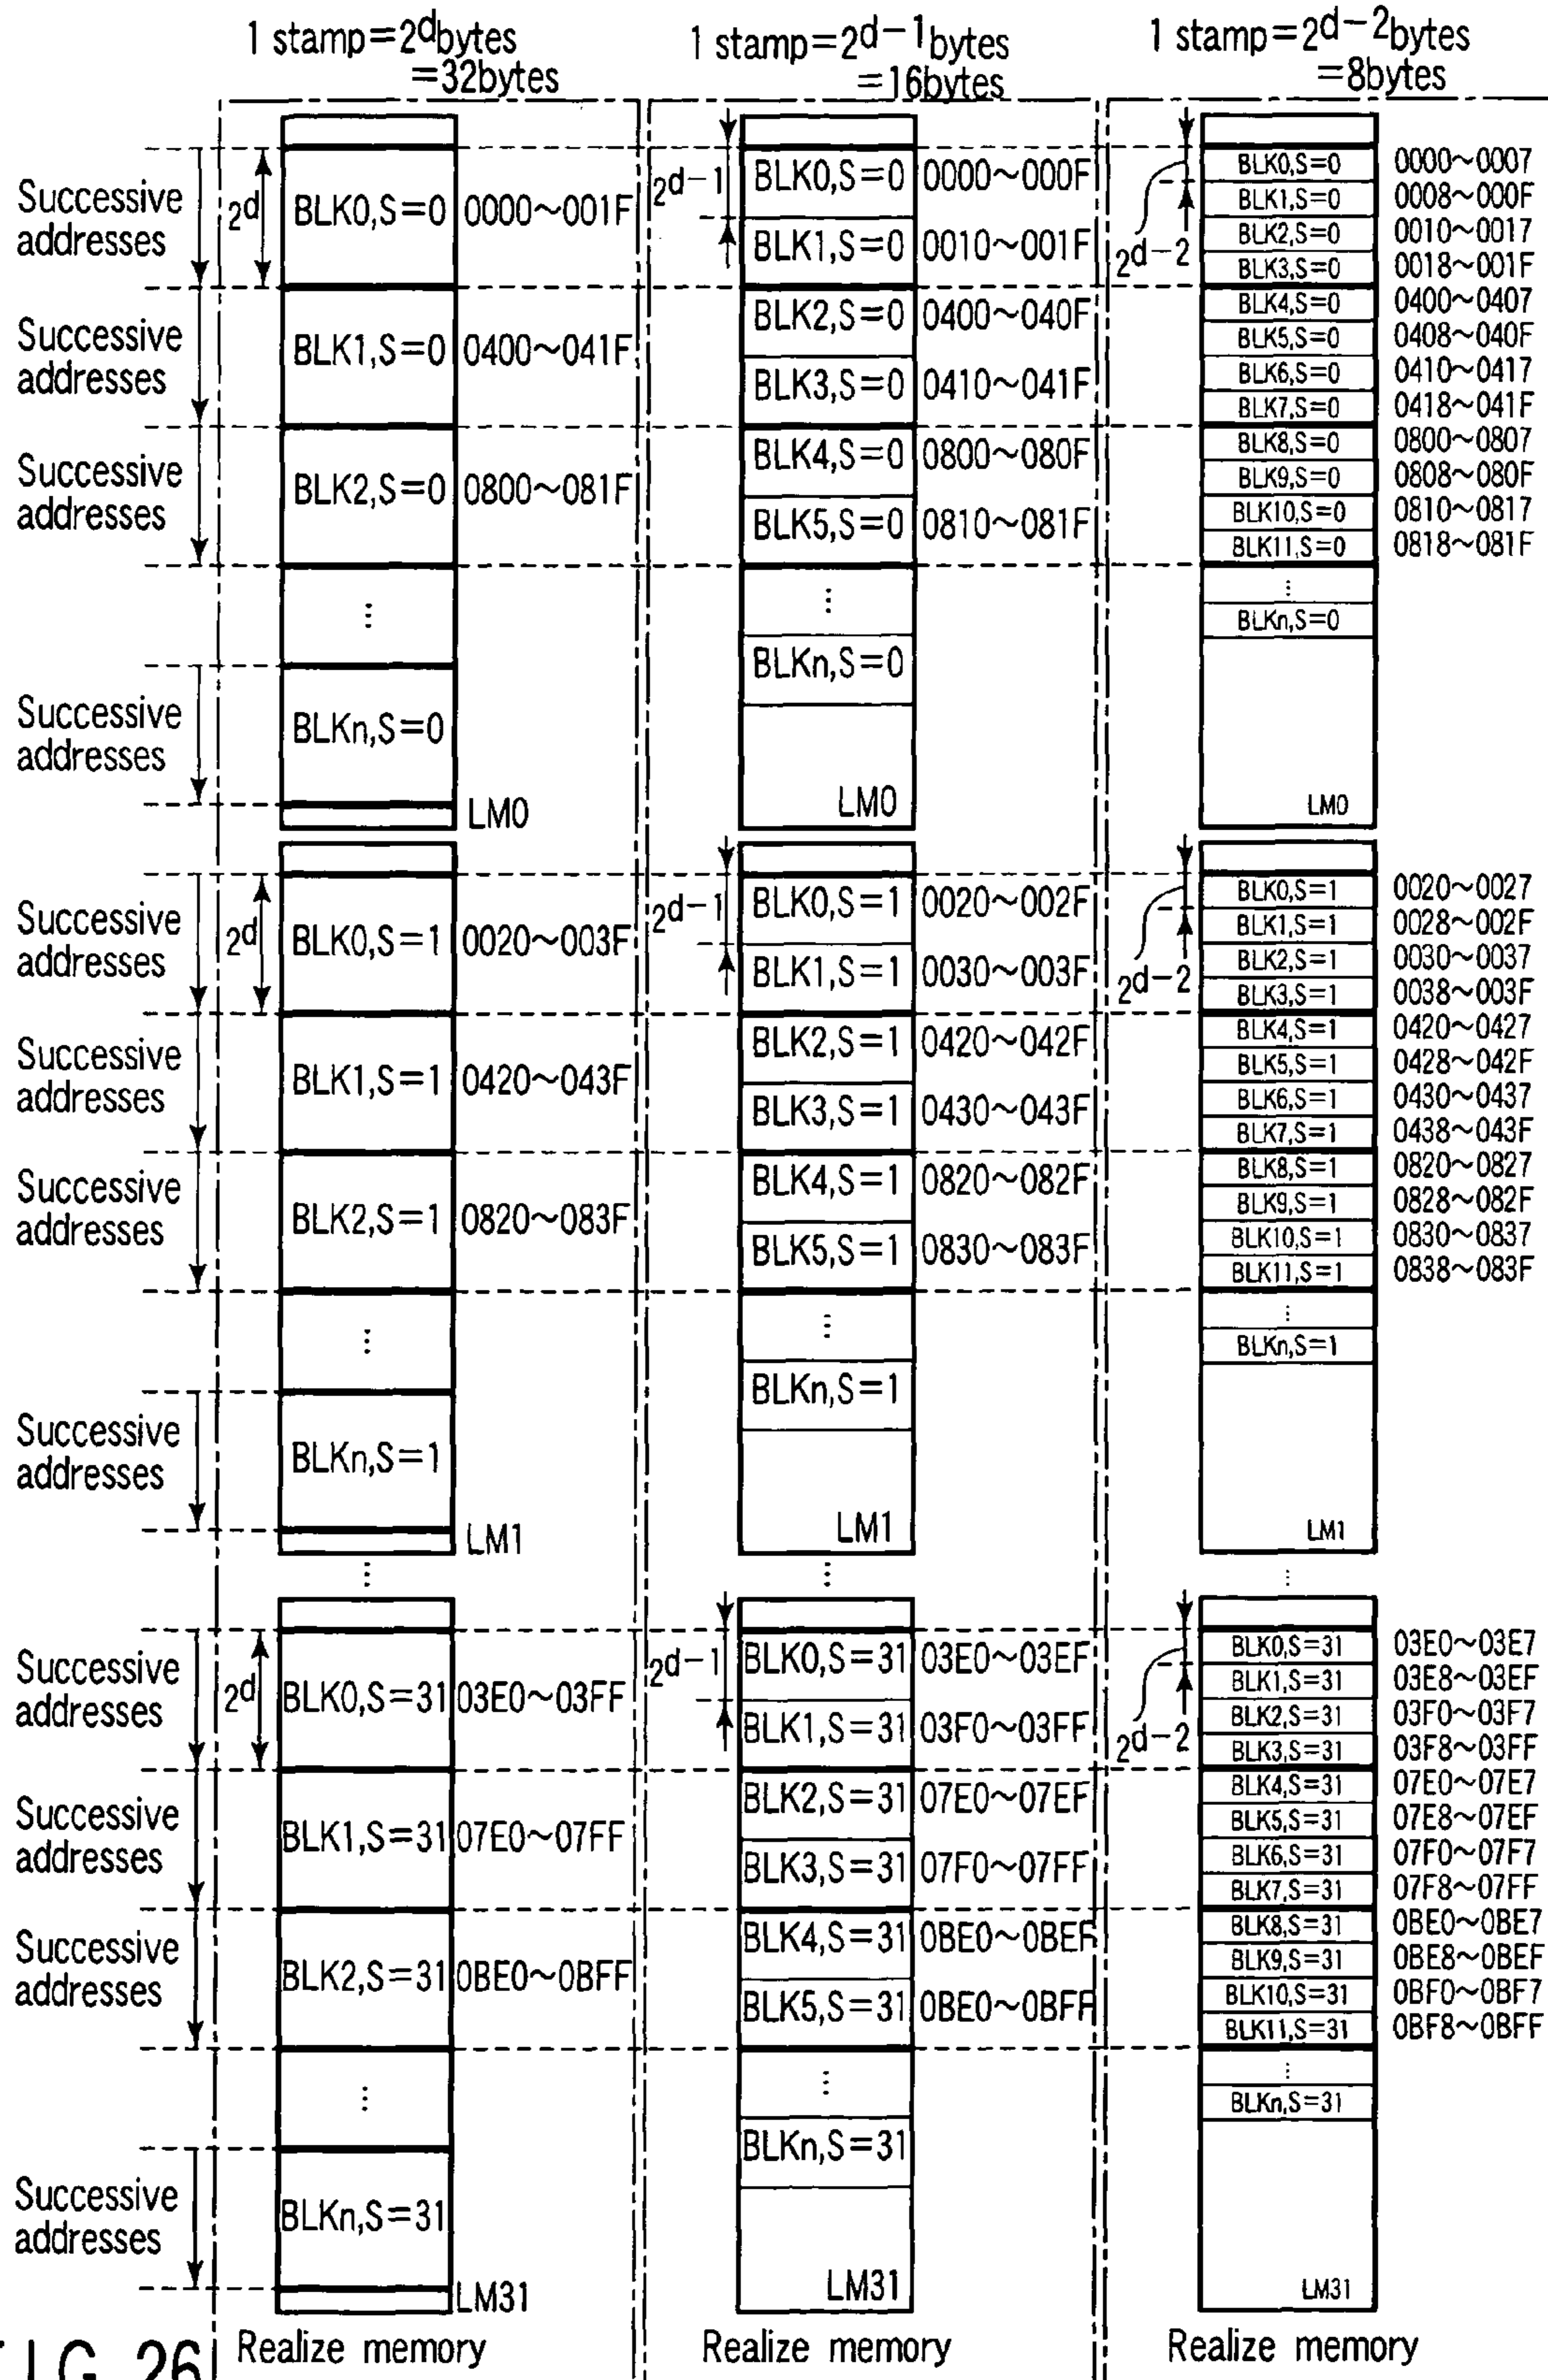 1 stamp=2dbytes
=32bytes
1 stamp=2d-1bytes
=16bytes
1 stamp=2d-2bytes
=8bytes
Successive
addresses
2d
BLK0,S=0 0000~001F
Successive
addresses
BLK1,S=0 0400~041F
Successive
addresses
BLK2,S=0 0800~081F
⋮
Successive
addresses
BLKn,S=0
LM0
2d-1
BLK0,S=0 0000~000F
BLK1,S=0 0010~001F
BLK2,S=0 0400~040F
BLK3,S=0 0410~041F
BLK4,S=0 0800~080F
BLK5,S=0 0810~081F
⋮
BLKn,S=0
LM0
2d-2
BLK0,S=0 0000~0007
BLK1,S=0 0008~000F
BLK2,S=0 0010~0017
BLK3,S=0 0018~001F
BLK4,S=0 0400~0407
BLK5,S=0 0408~040F
BLK6,S=0 0410~0417
BLK7,S=0 0418~041F
BLK8,S=0 0800~0807
BLK9,S=0 0808~080F
BLK10,S=0 0810~0817
BLK11,S=0 0818~081F
⋮
BLKn,S=0
LM0
Successive
addresses
2d
BLK0,S=1 0020~003F
Successive
addresses
BLK1,S=1 0420~043F
Successive
addresses
BLK2,S=1 0820~083F
⋮
Successive
addresses
BLKn,S=1
LM1
⋮
2d-1
BLK0,S=1 0020~002F
BLK1,S=1 0030~003F
BLK2,S=1 0420~042F
BLK3,S=1 0430~043F
BLK4,S=1 0820~082F
BLK5,S=1 0830~083F
⋮
BLKn,S=1
LM1
⋮
2d-2
BLK0,S=1 0020~0027
BLK1,S=1 0028~002F
BLK2,S=1 0030~0037
BLK3,S=1 0038~003F
BLK4,S=1 0420~0427
BLK5,S=1 0428~042F
BLK6,S=1 0430~0437
BLK7,S=1 0438~043F
BLK8,S=1 0820~0827
BLK9,S=1 0828~082F
BLK10,S=1 0830~0837
BLK11,S=1 0838~083F
⋮
BLKn,S=1
LM1
⋮
Successive
addresses
2d
BLK0,S=31 03E0~03FF
Successive
addresses
BLK1,S=31 07E0~07FF
Successive
addresses
BLK2,S=31 0BE0~0BFF
⋮
Successive
addresses
BLKn,S=31
LM31
Realize memory
2d-1
BLK0,S=31 03E0~03EF
BLK1,S=31 03F0~03FF
BLK2,S=31 07E0~07EF
BLK3,S=31 07F0~07FF
BLK4,S=31 0BE0~0BEF
BLK5,S=31 0BE0~0BFF
⋮
BLKn,S=31
LM31
Realize memory
2d-2
BLK0,S=31 03E0~03E7
BLK1,S=31 03E8~03EF
BLK2,S=31 03F0~03F7
BLK3,S=31 03F8~03FF
BLK4,S=31 07E0~07E7
BLK5,S=31 07E8~07EF
BLK6,S=31 07F0~07F7
BLK7,S=31 07F8~07FF
BLK8,S=31 0BE0~0BE7
BLK9,S=31 0BE8~0BEF
BLK10,S=31 0BF0~0BF7
BLK11,S=31 0BF8~0BFF
⋮
BLKn,S=31
LM31
Realize memory
IG. 26